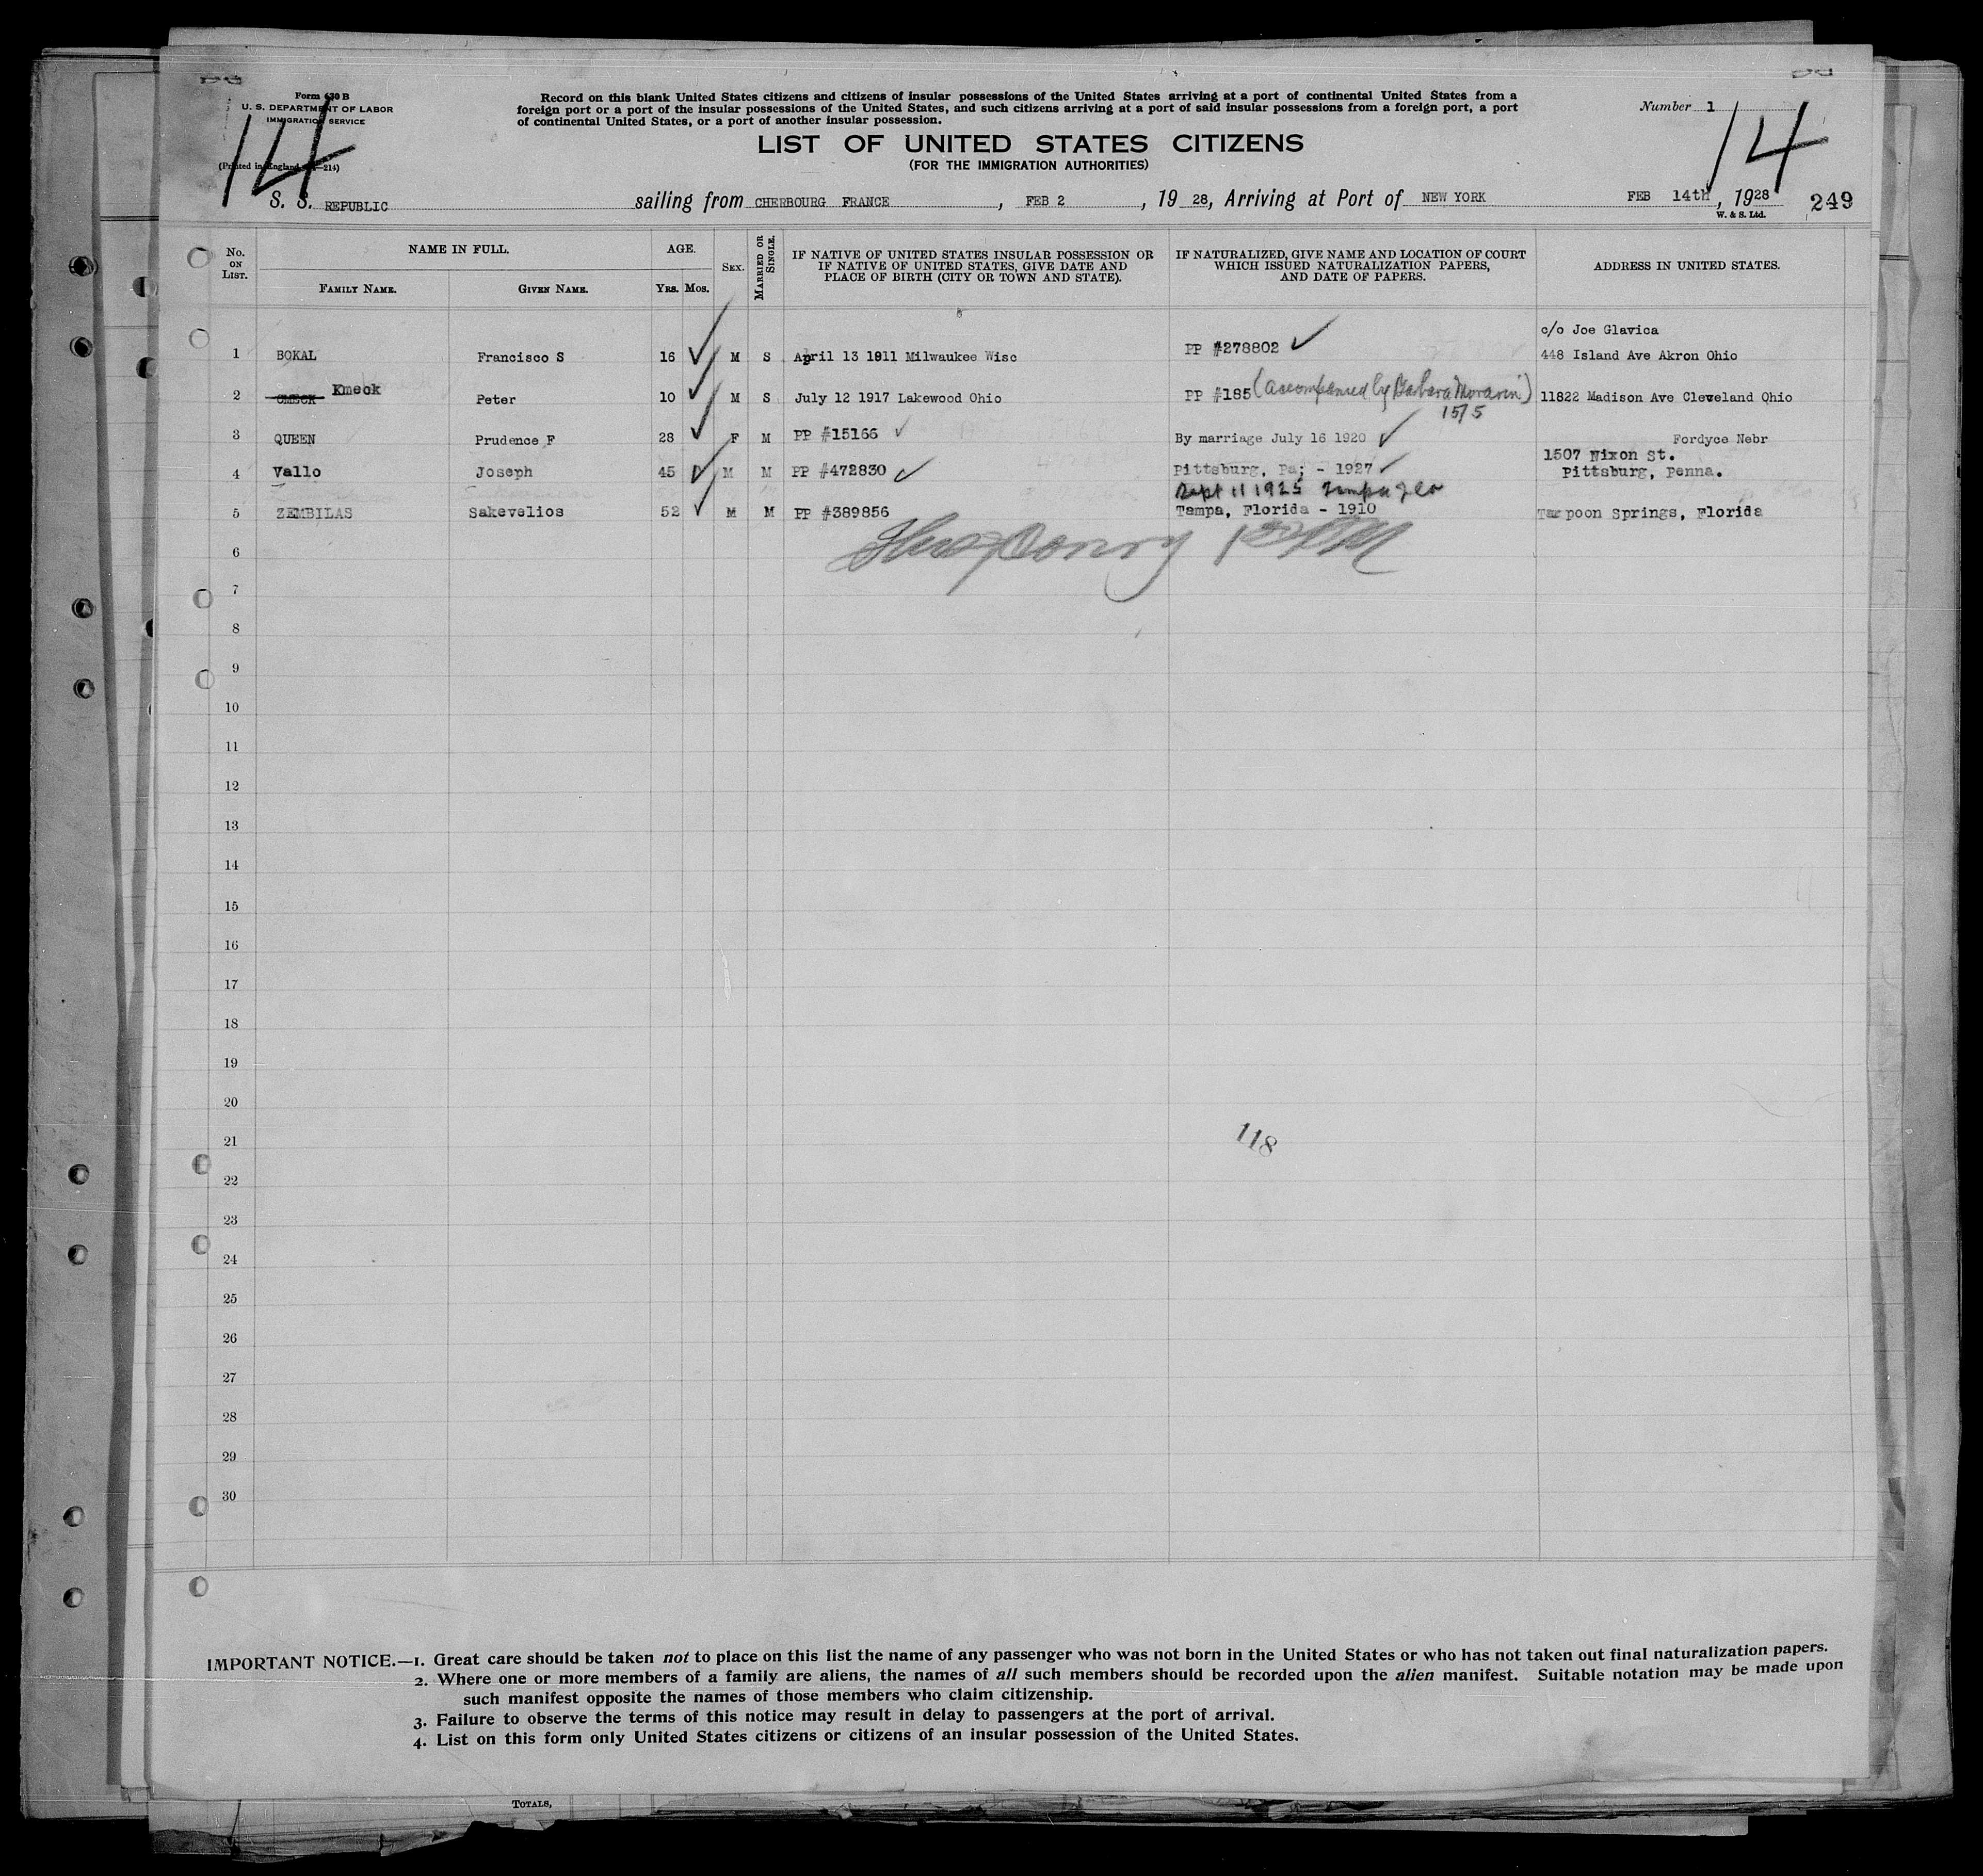 Form 630 B
U. S. DEPARTMENT OF LABOR
IMMIGRATION SERVICE
(Printed in England
14
Record on this blank United States citizens and citizens of insular possessions of the United States arriving at a port of continental United States from a
foreign port or a port of the insular possessions of the United States, and such citizens arriving at a port of said insular possessions from a foreign port, a port
of continental United States, or a port of another insular possession.
Number 1
14
LIST OF UNITED STATES CITIZENS
(FOR THE IMMIGRATION AUTHORITIES)
S. S. REPUBLIC sailing from CHERBOURG FRANCE, FEB 2, 19 28, Arriving at Port of NEW YORK FEB 14th, 1928
W. & S. Ltd.
249
No. ON LIST. NAME IN FULL. AGE. SEX. MARRIED OR SINGLE. IF NATIVE OF UNITED STATES INSULAR POSSESSION OR IF NATIVE OF UNITED STATES, GIVE DATE AND PLACE OF BIRTH (CITY OR TOWN AND STATE). IF NATURALIZED, GIVE NAME AND LOCATION OF COURT WHICH ISSUED NATURALIZATION PAPERS, AND DATE OF PAPERS. ADDRESS IN UNITED STATES.
FAMILY NAME. GIVEN NAME. YRS. MOS.
c/o Joe Glavica
1 BOKAL Francisco S 16 M S April 13 1911 Milwaukee Wisc PP #278802 448 Island Ave Akron Ohio
2 CMECK Kmeck Peter 10 M S July 12 1917 Lakewood Ohio PP #185 (accompanied by Barbara Moravin) 11822 Madison Ave Cleveland Ohio
15/5
3 QUEEN Prudence F 28 F M PP #15166 By marriage July 16 1920 Fordyce Nebr
1507 Nixon St.
4 Vallo Joseph 45 M M PP #472830 Pittsburg, Pa; - 1927 Pittsburg, Penna.
Sept 11 1925
5 ZEMBILAS Sakevelios 52 M M PP #389856 Tampa, Florida - 1910 Tarpoon Springs, Florida
6
7
8
9
10
11
12
13
14
15
16
17
18
19
20
21
118
22
23
24
25
26
27
28
29
30
IMPORTANT NOTICE.—1. Great care should be taken not to place on this list the name of any passenger who was not born in the United States or who has not taken out final naturalization papers.
2. Where one or more members of a family are aliens, the names of all such members should be recorded upon the alien manifest. Suitable notation may be made upon
such manifest opposite the names of those members who claim citizenship.
3. Failure to observe the terms of this notice may result in delay to passengers at the port of arrival.
4. List on this form only United States citizens or citizens of an insular possession of the United States.
TOTALS,